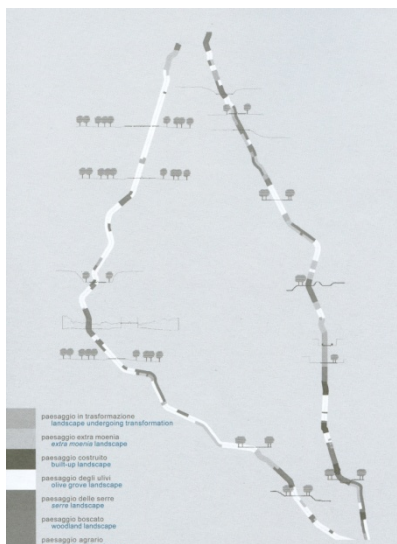 paesaggio in trasformazione
landscape undergoing transformation
paesaggio extra moenia
extra moenia landscape
paesaggio costruito
built-up landscape
paesaggio degli ulivi
olive grove landscape
paesaggio delle serre
serre landscape
paesaggio boscato
woodland landscape
paesaggio agrario